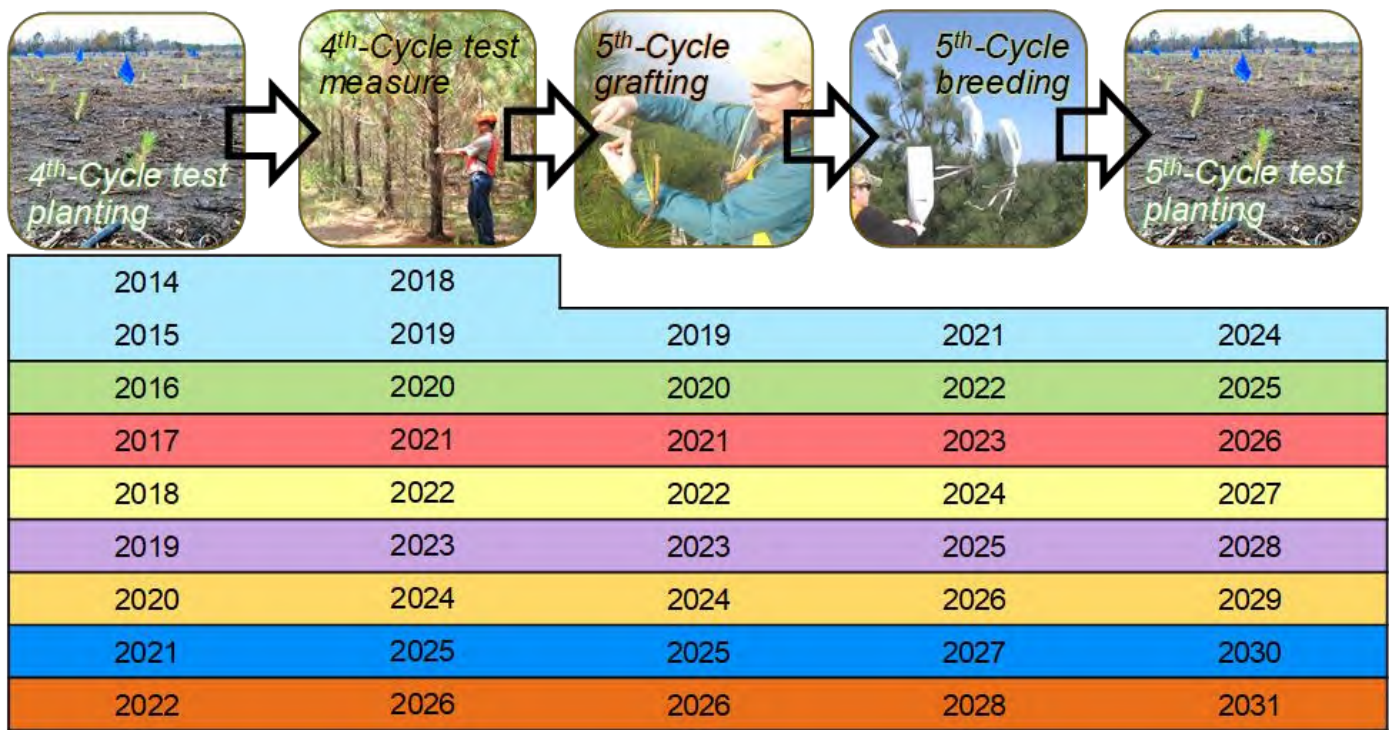 4th-Cycle test
planting
4th-Cycle test
measure
5th-Cycle
grafting
5th-Cycle
breeding
5th-Cycle test
planting
2014 2018
2015 2019 2019 2021 2024
2016 2020 2020 2022 2025
2017 2021 2021 2023 2026
2018 2022 2022 2024 2027
2019 2023 2023 2025 2028
2020 2024 2024 2026 2029
2021 2025 2025 2027 2030
2022 2026 2026 2028 2031